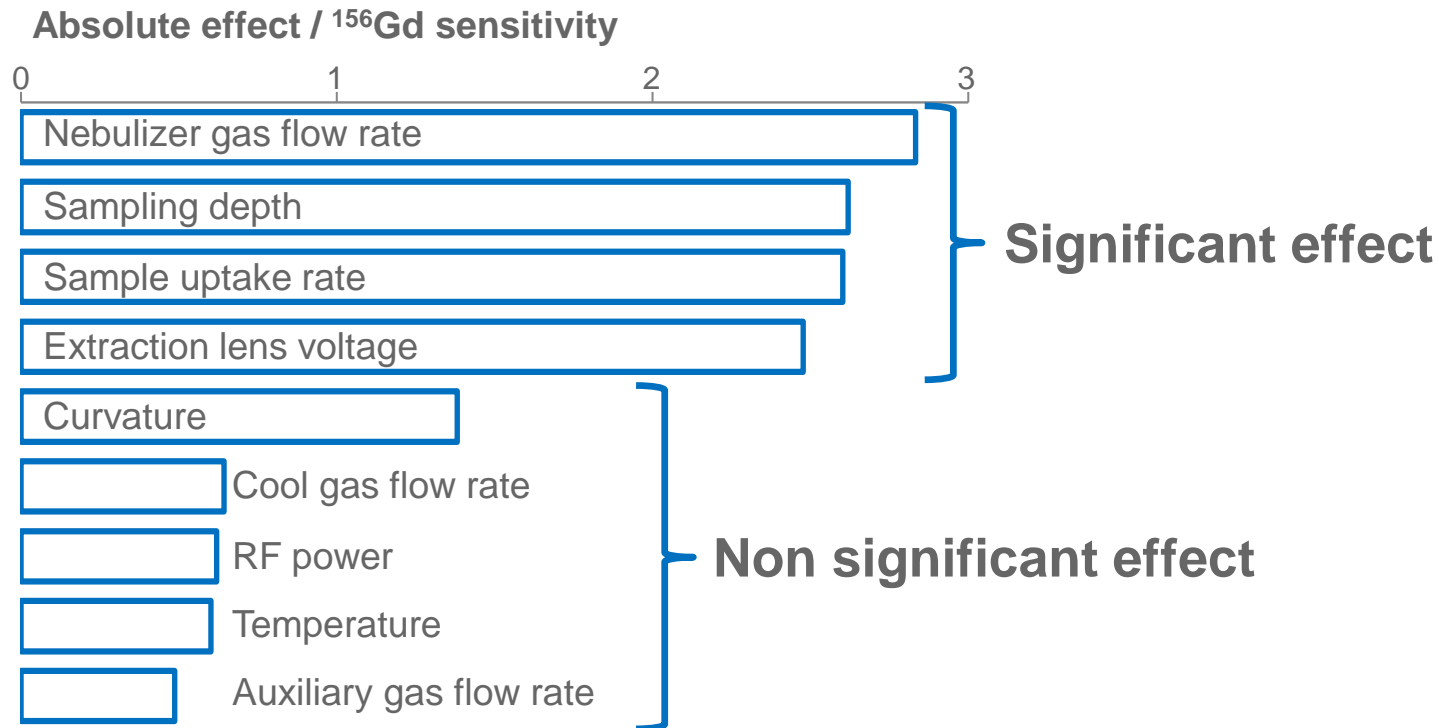 Absolute effect / ¹⁵⁶Gd sensitivity
0 1 2 3
Nebulizer gas flow rate
Sampling depth
Significant effect
Sample uptake rate
Extraction lens voltage
Curvature
Cool gas flow rate
RF power
Non significant effect
Temperature
Auxiliary gas flow rate